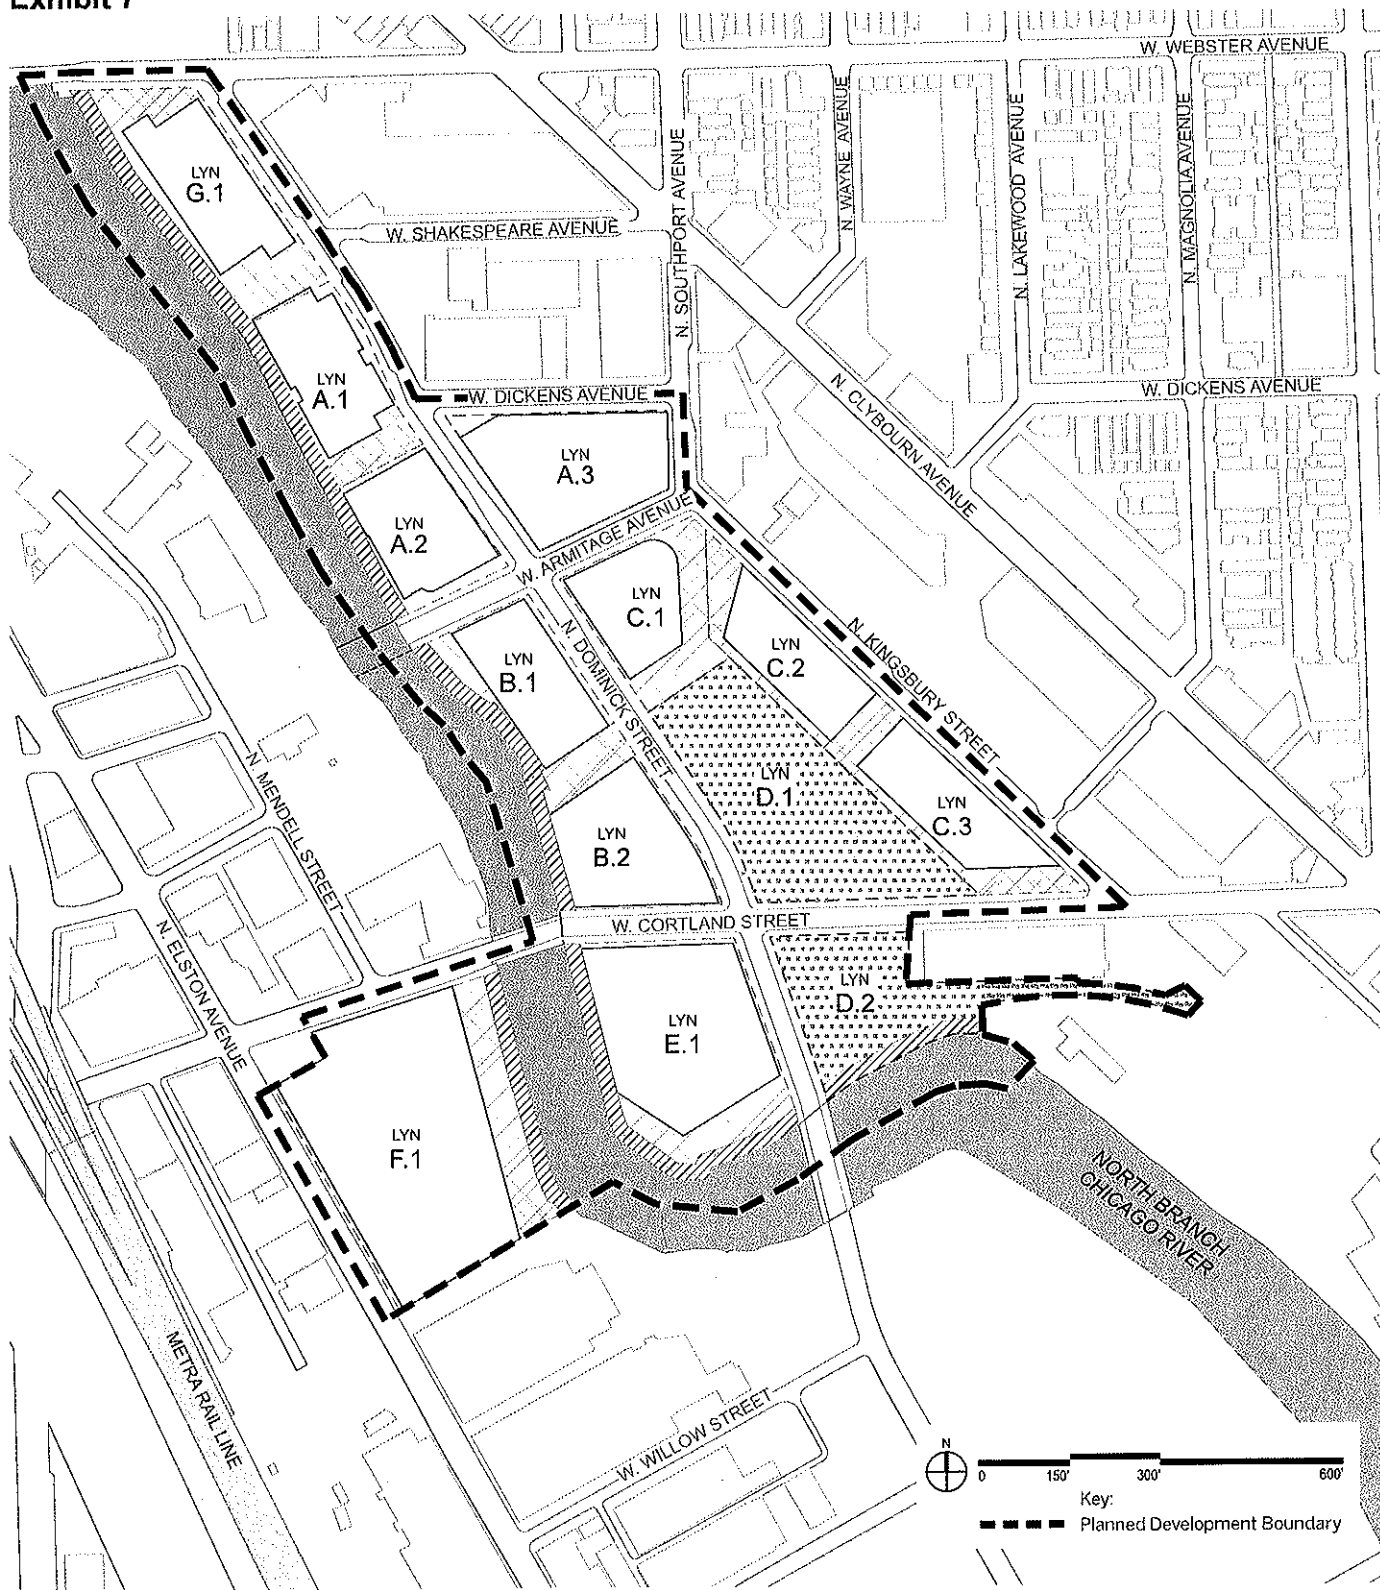 Exhibit 7
W. WEBSTER AVENUE
N. WAYNE AVENUE
N. LAKEWOOD AVENUE
N. MAGNOLIA AVENUE
N. SOUTHPORT AVENUE
LYN
G.1
W. SHAKESPEARE AVENUE
LYN
A.1
W. DICKENS AVENUE
W. DICKENS AVENUE
N. CLYBOURN AVENUE
LYN
A.3
LYN
A.2
W. ARMITAGE AVENUE
LYN
C.1
N. KINGSBURY STREET
LYN
C.2
LYN
B.1
N. DOMINICK STREET
LYN
D.1
LYN
C.3
N. MENDELL STREET
LYN
B.2
W. CORTLAND STREET
N. ELSTON AVENUE
LYN
D.2
LYN
E.1
LYN
F.1
NORTH BRANCH
CHICAGO RIVER
METRA RAIL LINE
W. WILLOW STREET
N
0 150' 300' 600'
Key:
Planned Development Boundary